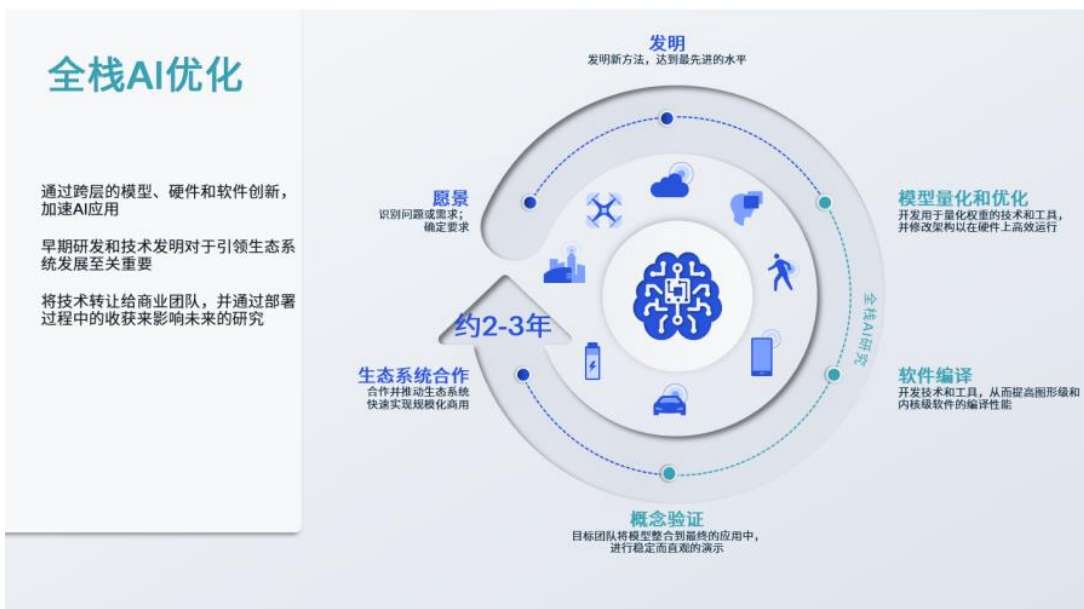 全栈AI优化
通过跨层的模型、硬件和软件创新，
加速AI应用
早期研发和技术发明对于引领生态系
统发展至关重要
将技术转让给商业团队，并通过部署
过程中的收获来影响未来的研究
发明
发明新方法，达到最先进的水平
愿景
识别问题或需求；
确定要求
模型量化和优化
开发用于量化权重的技术和工具，
并修改架构以在硬件上高效运行
全栈AI研究
约2-3年
生态系统合作
合作并推动生态系统
快速实现规模化商用
软件编译
开发技术和工具，从而提高图形级和
内核级软件的编译性能
概念验证
目标团队将模型整合到最终的应用中，
进行稳定而直观的演示